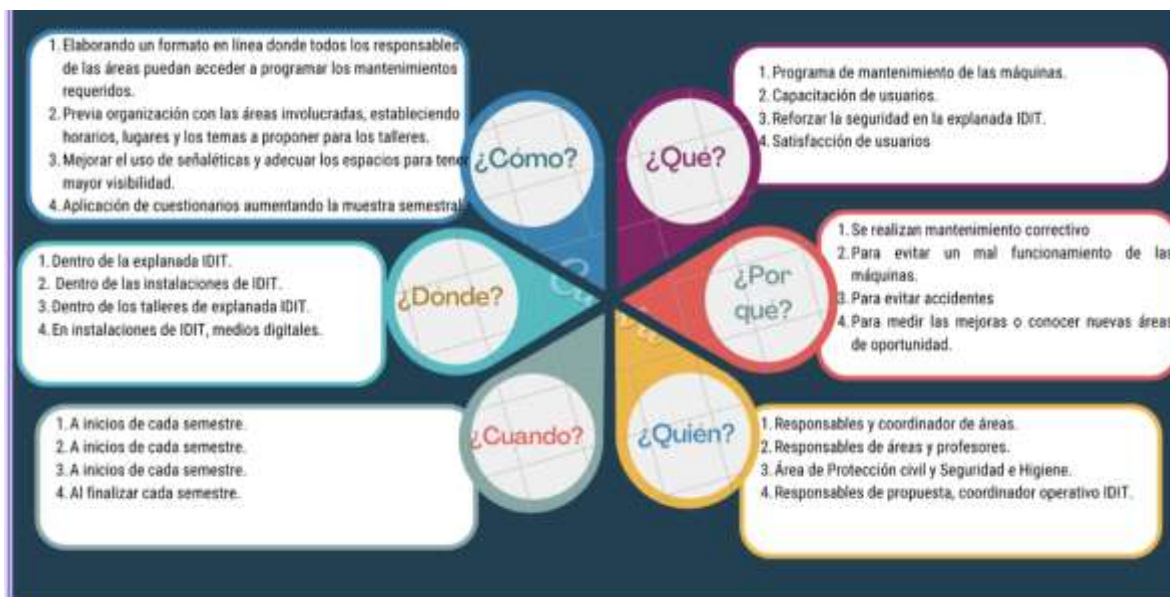 1. Elaborando un formato en línea donde todos los responsables
de las áreas puedan acceder a programar los mantenimientos
requeridos.
2. Previa organización con las áreas involucradas, estableciendo
horarios, lugares y los temas a proponer para los talleres.
3. Mejorar el uso de señaléticas y adecuar los espacios para tener
mayor visibilidad.
4. Aplicación de cuestionarios aumentando la muestra semestral
¿Cómo?
¿Qué?
1. Programa de mantenimiento de las máquinas.
2. Capacitación de usuarios.
3. Reforzar la seguridad en la explanada IDIT.
4. Satisfacción de usuarios
1. Dentro de la explanada IDIT.
2. Dentro de las instalaciones de IDIT.
3. Dentro de los talleres de explanada IDIT.
4. En instalaciones de IDIT, medios digitales.
¿Dónde?
¿Por
qué?
1. Se realizan mantenimiento correctivo
2. Para evitar un mal funcionamiento de las
máquinas.
3. Para evitar accidentes
4. Para medir las mejoras o conocer nuevas áreas
de oportunidad.
1. A inicios de cada semestre.
2. A inicios de cada semestre.
3. A inicios de cada semestre.
4. Al finalizar cada semestre.
¿Cuando?
¿Quién?
1. Responsables y coordinador de áreas.
2. Responsables de áreas y profesores.
3. Área de Protección civil y Seguridad e Higiene.
4. Responsables de propuesta, coordinador operativo IDIT.